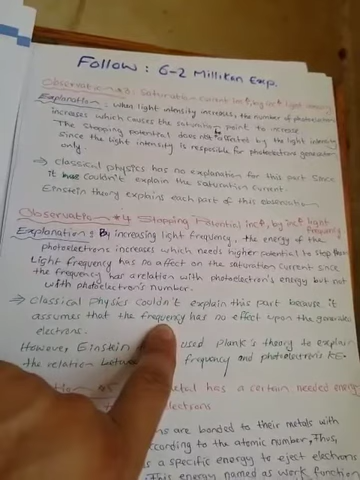 Follow : 6-2 Millikan Exp.
Observation #3: Saturation current inc↑, by inc↑ light intensity
Explanation : when light intensity increases, the number of photoelectrons
increases which causes the saturation point to increase
The stopping potential does not affected by the light intensity
since the light intensity is resposible for photoelectrons generation
only.
→ classical physics has no explanation for this part since
it was couldn't explain the saturation current.
Einstein theory explains each part of this observation
Observation #4 Stopping Potential inc↑, by inc↑ light
frequency
Explanation : By increasing light frequency, the energy of the
photoelectrons increases which needs higher potential to stop them
Light frequency has no affect on the saturation current since
the frequency has a relation with photoelectron's energy but not
with photoelectron's number.
→ classical physics couldn't explain this part because it
assumes that the frequency has no effect upon the generated
electrons.
However, Einstein used plank's theory to explain
the relation between frequency and photoelectron's KE.
#5 metal has a certain needed energy
electrons
are bonded to their metals with
according to the atomic number, Thus,
a specific energy to eject electrons
This energy named as work function